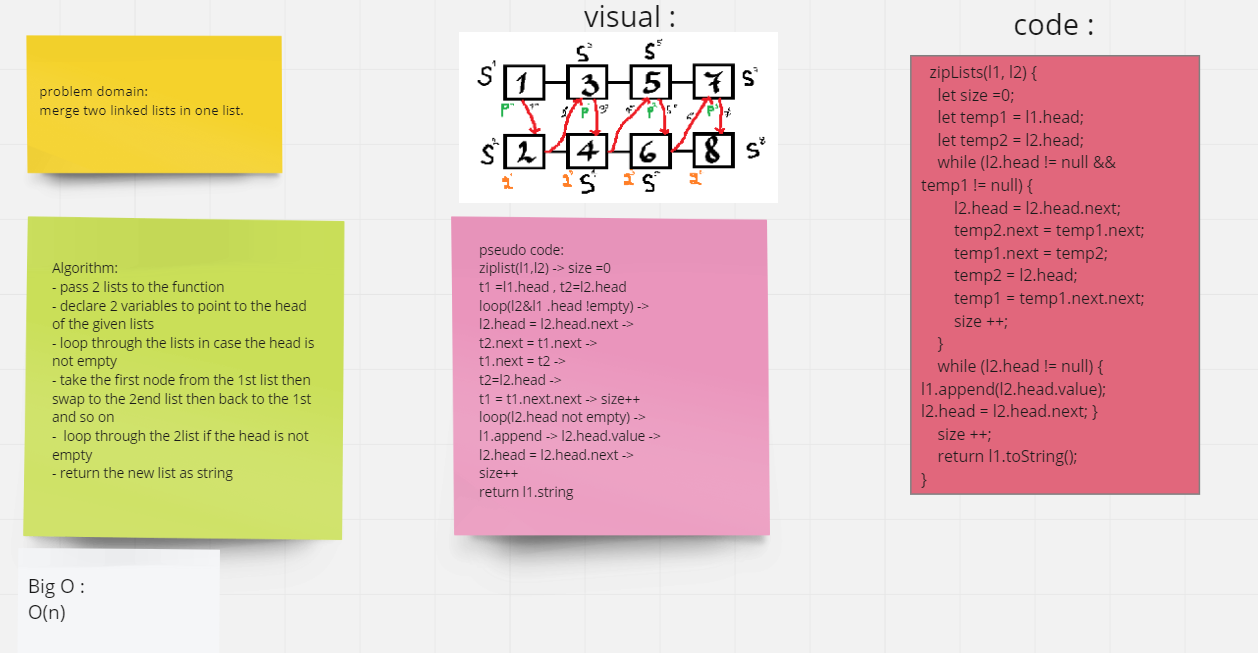 problem domain:
merge two linked lists in one list.
Algorithm:
- pass 2 lists to the function
- declare 2 variables to point to the head
of the given lists
- loop through the lists in case the head is
not empty
- take the first node from the 1st list then
swap to the 2end list then back to the 1st
and so on
-  loop through the 2list if the head is not
empty
- return the new list as string
Big O :
O(n)
visual :
1 3 5 7
2 4 6 8
pseudo code:
ziplist(l1,l2) -> size =0
t1 =l1.head , t2=l2.head
loop(l2&l1 .head !empty) ->
l2.head = l2.head.next ->
t2.next = t1.next ->
t1.next = t2 ->
t2=l2.head ->
t1 = t1.next.next -> size++
loop(l2.head not empty) ->
l1.append -> l2.head.value ->
l2.head = l2.head.next ->
size++
return l1.string
code :
zipLists(l1, l2) {
let size =0;
let temp1 = l1.head;
let temp2 = l2.head;
while (l2.head != null &&
temp1 != null) {
l2.head = l2.head.next;
temp2.next = temp1.next;
temp1.next = temp2;
temp2 = l2.head;
temp1 = temp1.next.next;
size ++;
}
while (l2.head != null) {
l1.append(l2.head.value);
l2.head = l2.head.next; }
size ++;
return l1.toString();
}